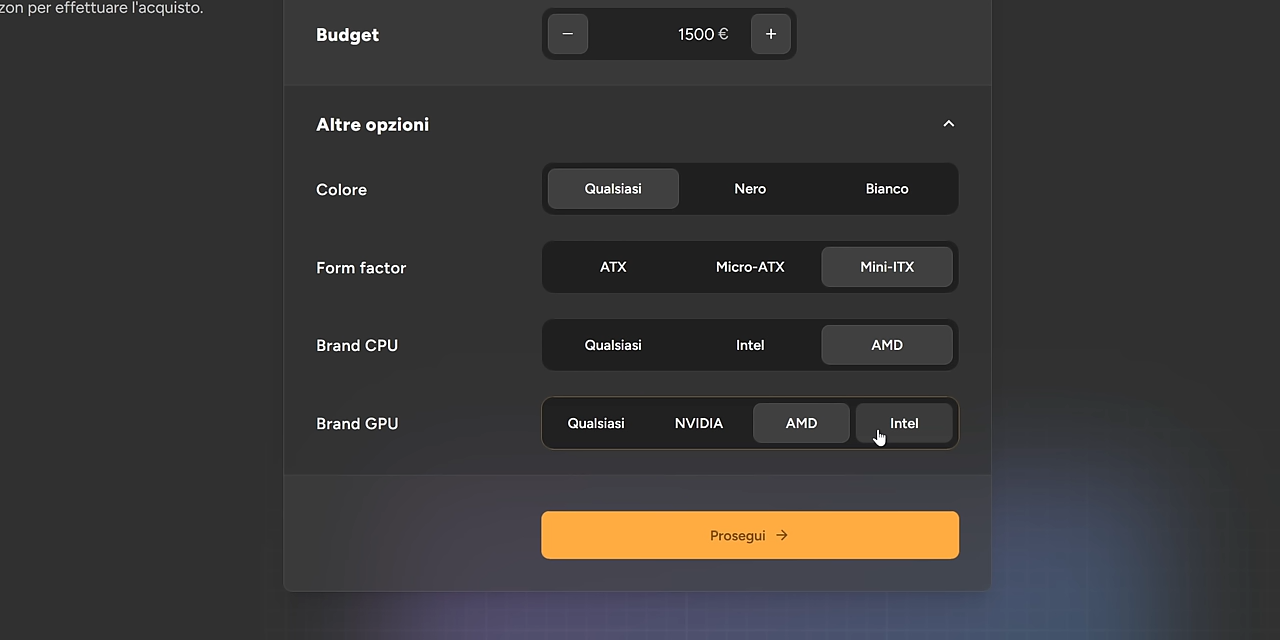 zon per effettuare l'acquisto.
Budget
− 1500 € +
Altre opzioni
Colore
Qualsiasi Nero Bianco
Form factor
ATX Micro-ATX Mini-ITX
Brand CPU
Qualsiasi Intel AMD
Brand GPU
Qualsiasi NVIDIA AMD Intel
Prosegui →